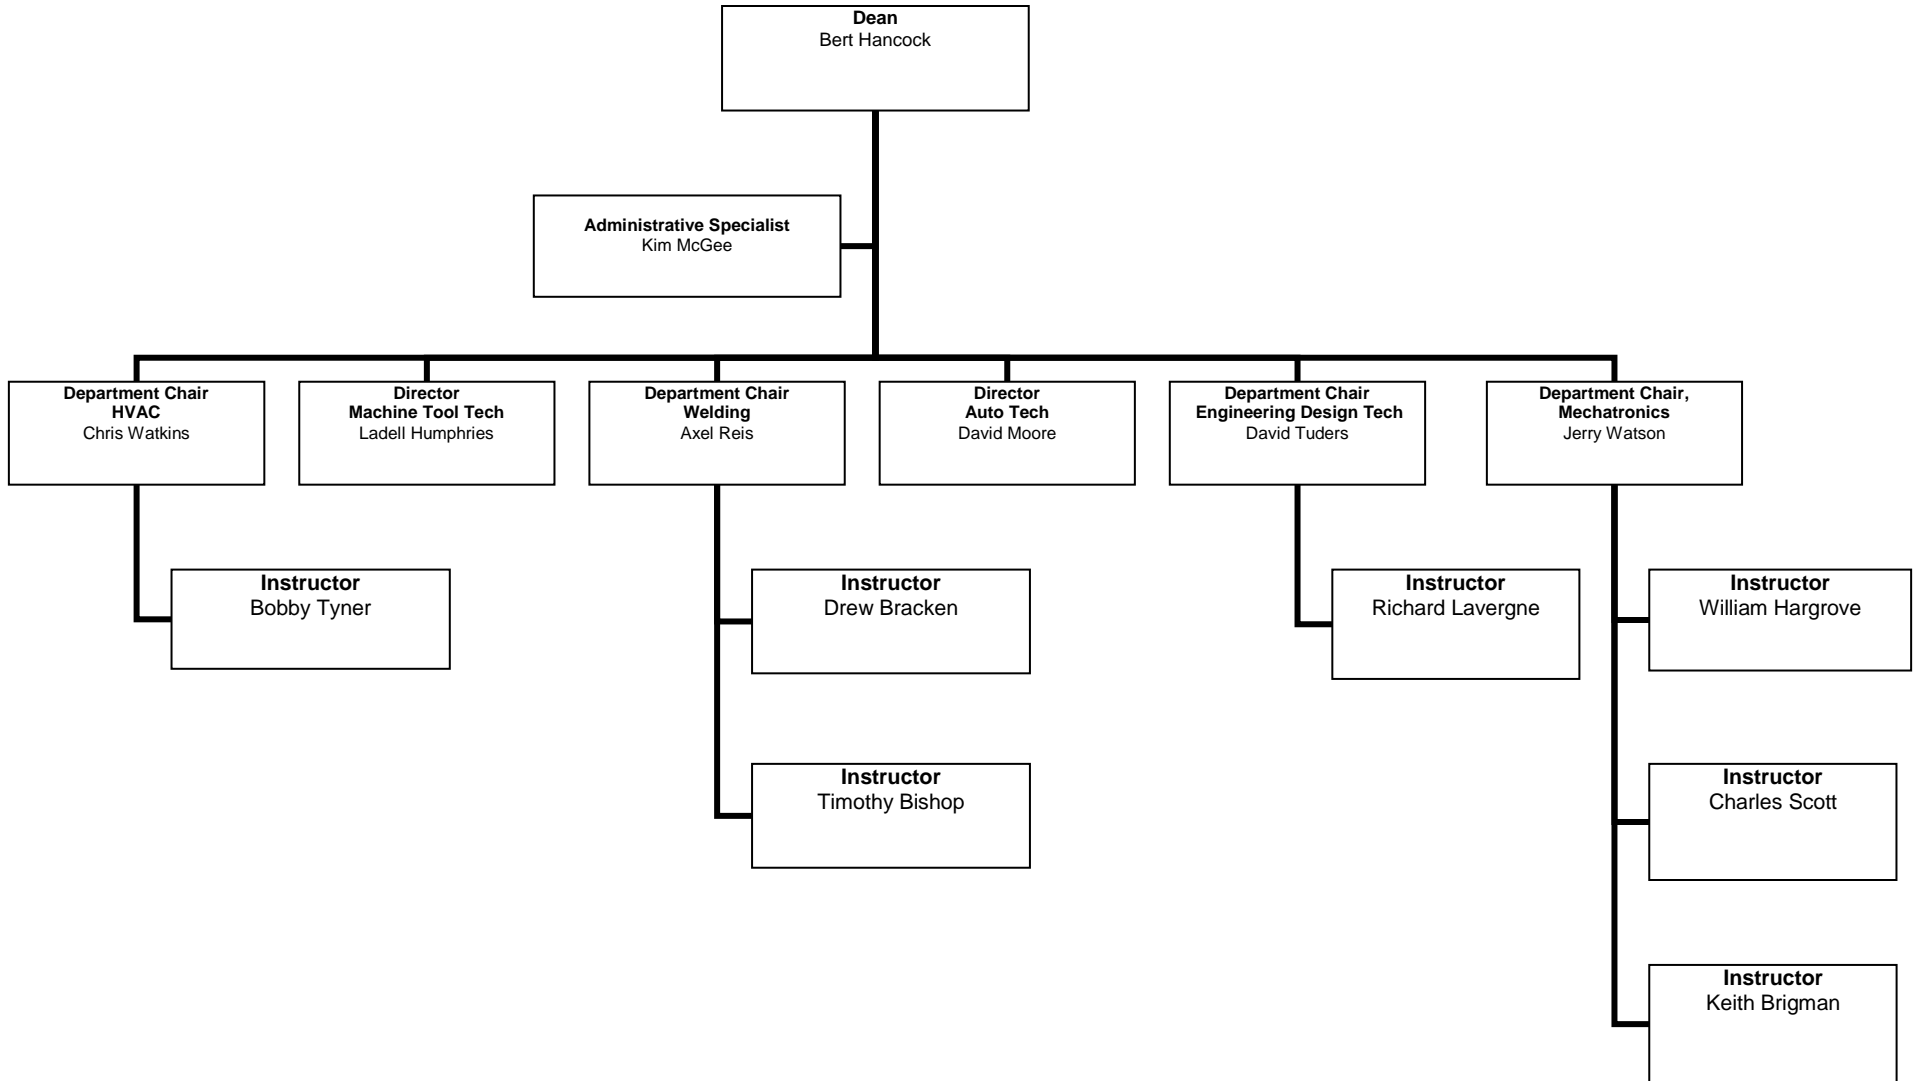 Dean
Bert Hancock
Administrative Specialist
Kim McGee
Department Chair
HVAC
Chris Watkins
Director
Machine Tool Tech
Ladell Humphries
Department Chair
Welding
Axel Reis
Director
Auto Tech
David Moore
Department Chair
Engineering Design Tech
David Tuders
Department Chair,
Mechatronics
Jerry Watson
Instructor
Bobby Tyner
Instructor
Drew Bracken
Instructor
Richard Lavergne
Instructor
William Hargrove
Instructor
Timothy Bishop
Instructor
Charles Scott
Instructor
Keith Brigman